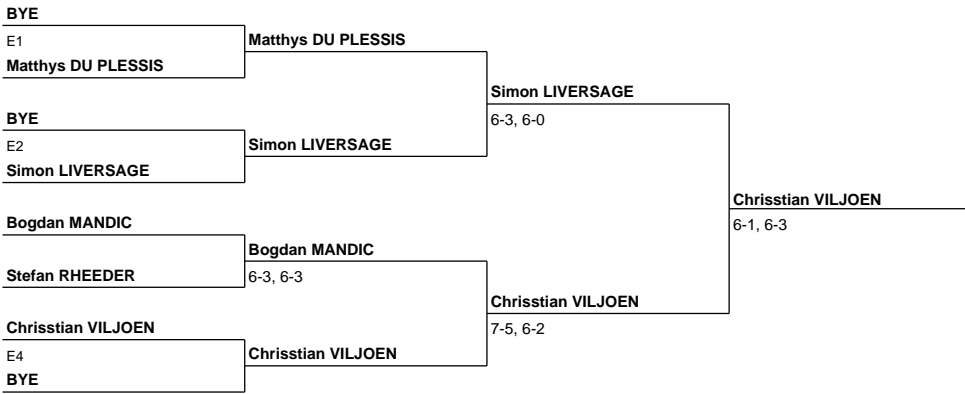 BYE
E1
Matthys DU PLESSIS
Matthys DU PLESSIS
BYE
E2
Simon LIVERSAGE
Simon LIVERSAGE
Simon LIVERSAGE
6-3, 6-0
Bogdan MANDIC
Stefan RHEEDER
Bogdan MANDIC
6-3, 6-3
Chrisstian VILJOEN
E4
BYE
Chrisstian VILJOEN
Chrisstian VILJOEN
7-5, 6-2
Chrisstian VILJOEN
6-1, 6-3